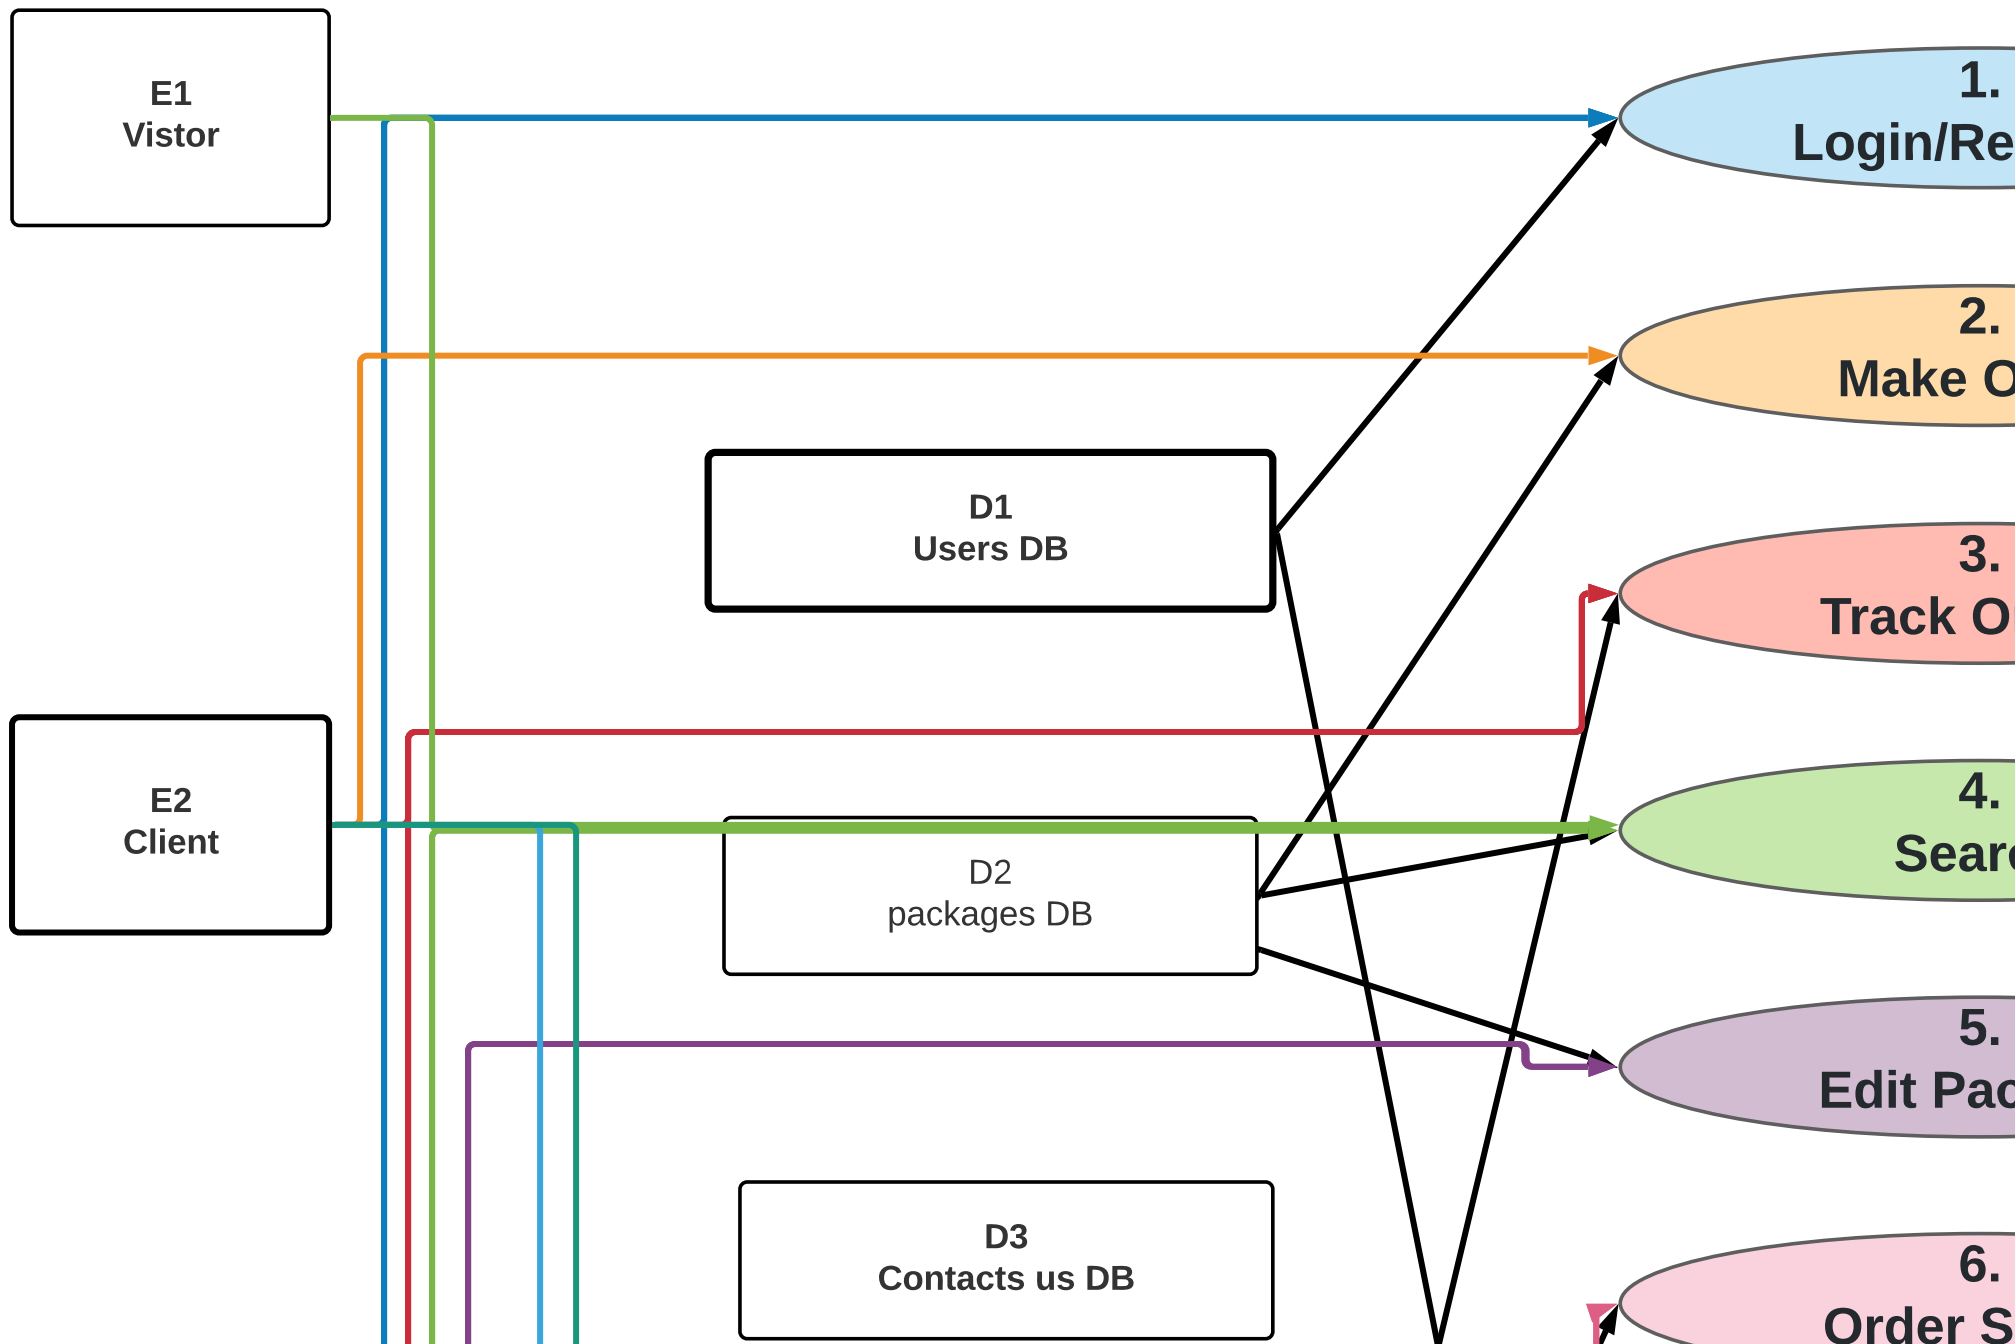 E1
Vistor
1.
Login/Re
2.
Make O
D1
Users DB
3.
Track O
E2
Client
4.
Sear
D2
packages DB
5.
Edit Pac
D3
Contacts us DB
6.
Order S